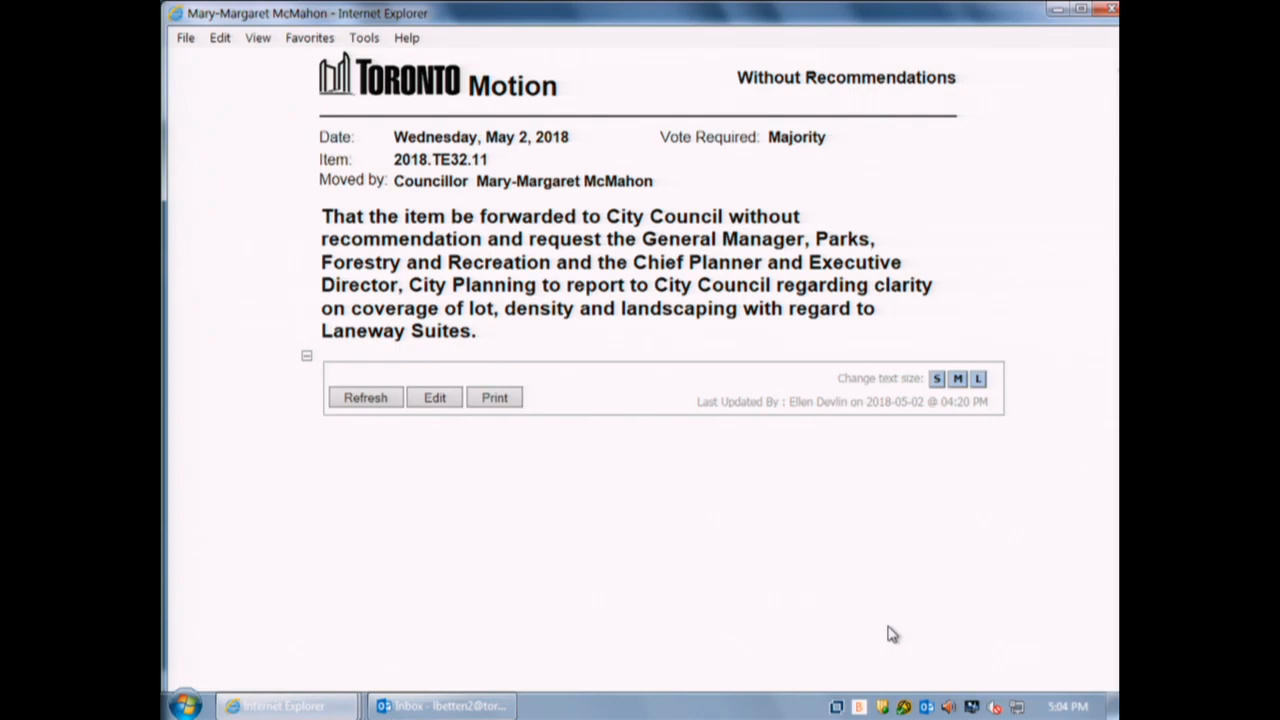 Mary-Margaret McMahon - Internet Explorer
File Edit View Favorites Tools Help
TORONTO Motion Without Recommendations
Date: Wednesday, May 2, 2018 Vote Required: Majority
Item: 2018.TE32.11
Moved by: Councillor Mary-Margaret McMahon
That the item be forwarded to City Council without
recommendation and request the General Manager, Parks,
Forestry and Recreation and the Chief Planner and Executive
Director, City Planning to report to City Council regarding clarity
on coverage of lot, density and landscaping with regard to
Laneway Suites.
Change text size: S M L
Refresh Edit Print
Last Updated By : Ellen Devlin on 2018-05-02 @ 04:20 PM
Internet Explorer Inbox - lbetten2@tor... B 5:04 PM